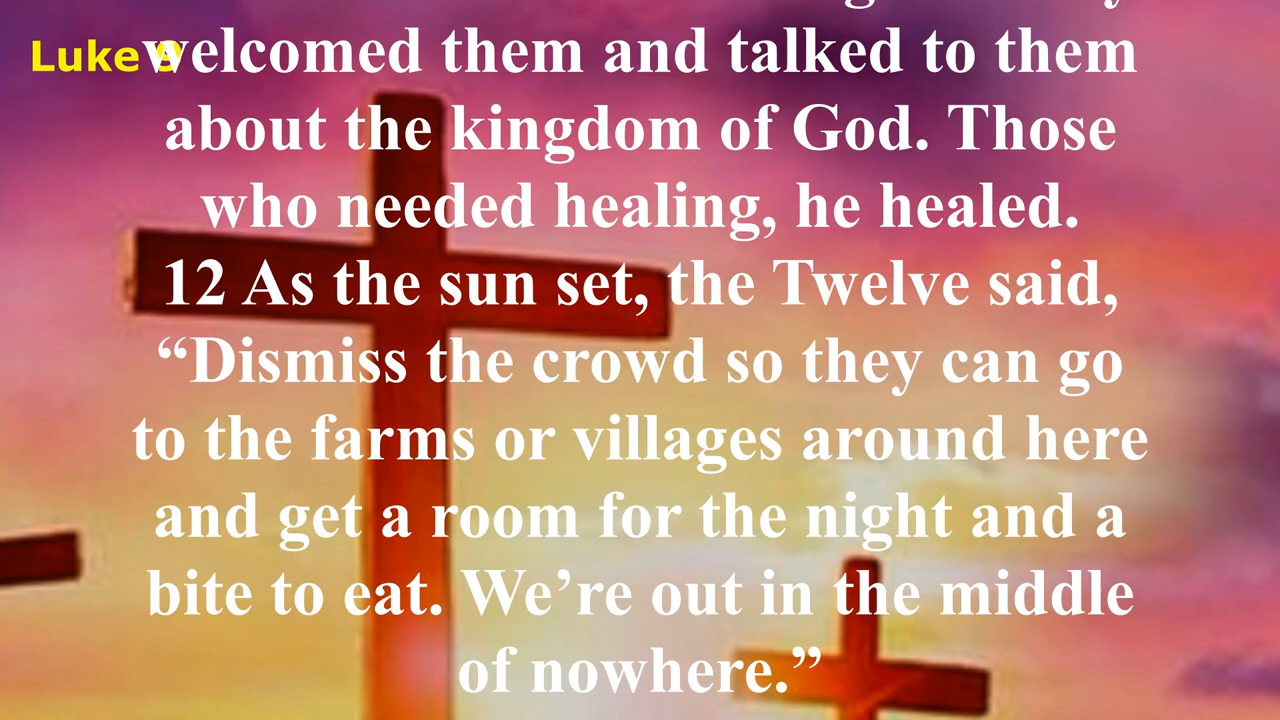 Luke 9
welcomed them and talked to them
about the kingdom of God. Those
who needed healing, he healed.
12 As the sun set, the Twelve said,
“Dismiss the crowd so they can go
to the farms or villages around here
and get a room for the night and a
bite to eat. We’re out in the middle
of nowhere.”